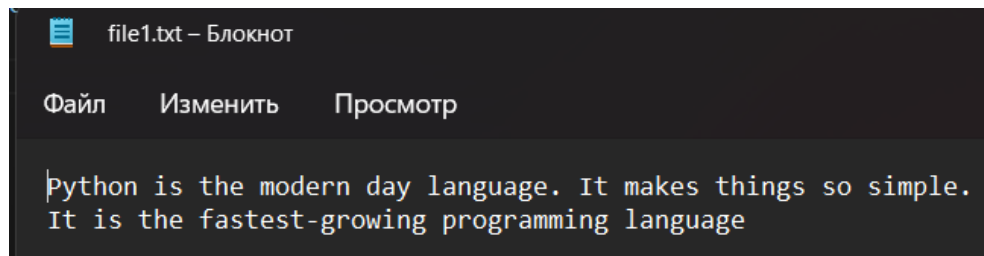 file1.txt – Блокнот
Файл Изменить Просмотр
Python is the modern day language. It makes things so simple.
It is the fastest-growing programming language